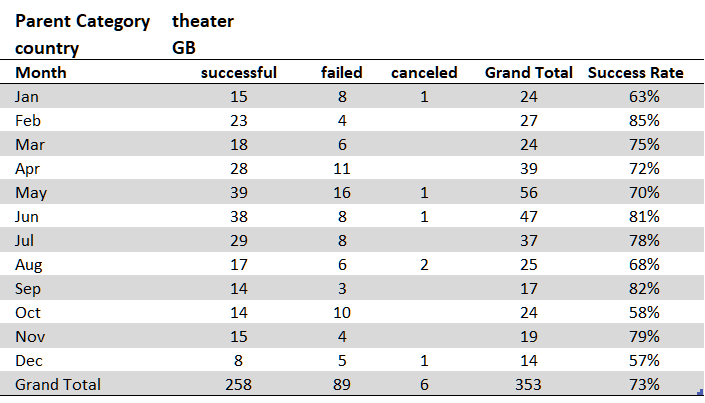 Parent Category theater
country GB
Month successful failed canceled Grand Total Success Rate
Jan 15 8 1 24 63%
Feb 23 4 27 85%
Mar 18 6 24 75%
Apr 28 11 39 72%
May 39 16 1 56 70%
Jun 38 8 1 47 81%
Jul 29 8 37 78%
Aug 17 6 2 25 68%
Sep 14 3 17 82%
Oct 14 10 24 58%
Nov 15 4 19 79%
Dec 8 5 1 14 57%
Grand Total 258 89 6 353 73%